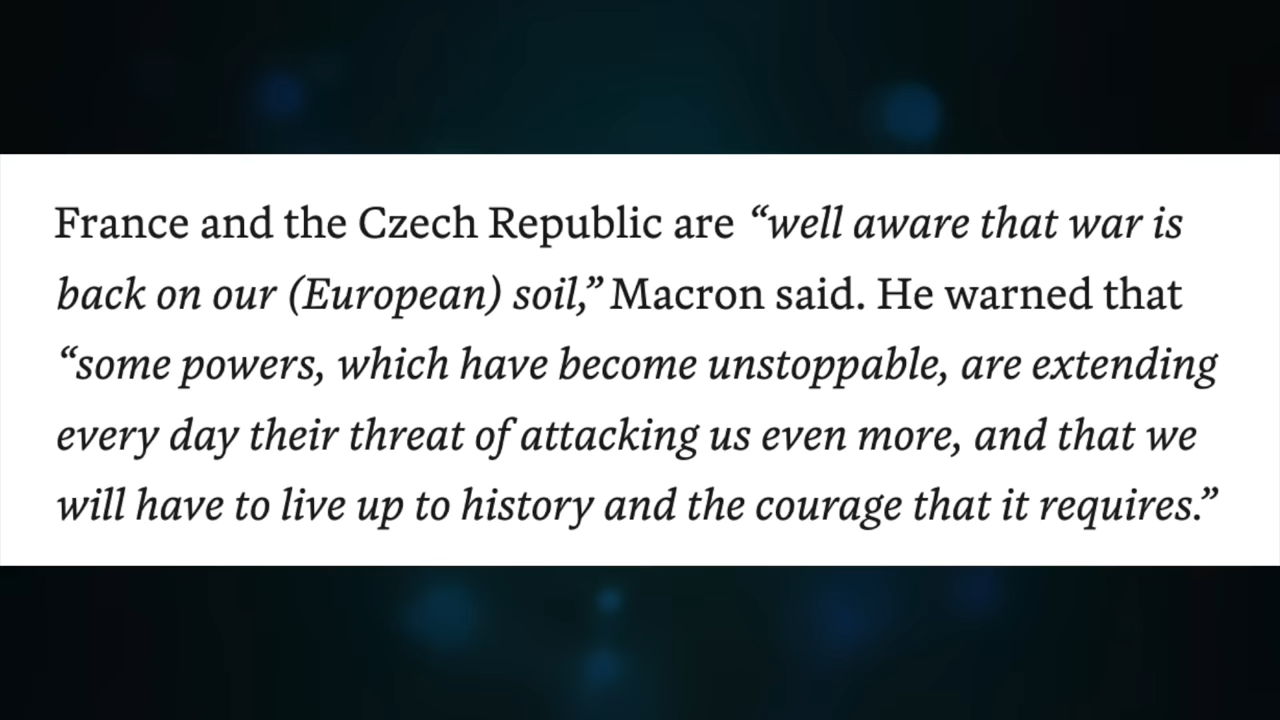 France and the Czech Republic are “well aware that war is
back on our (European) soil,” Macron said. He warned that
“some powers, which have become unstoppable, are extending
every day their threat of attacking us even more, and that we
will have to live up to history and the courage that it requires.”